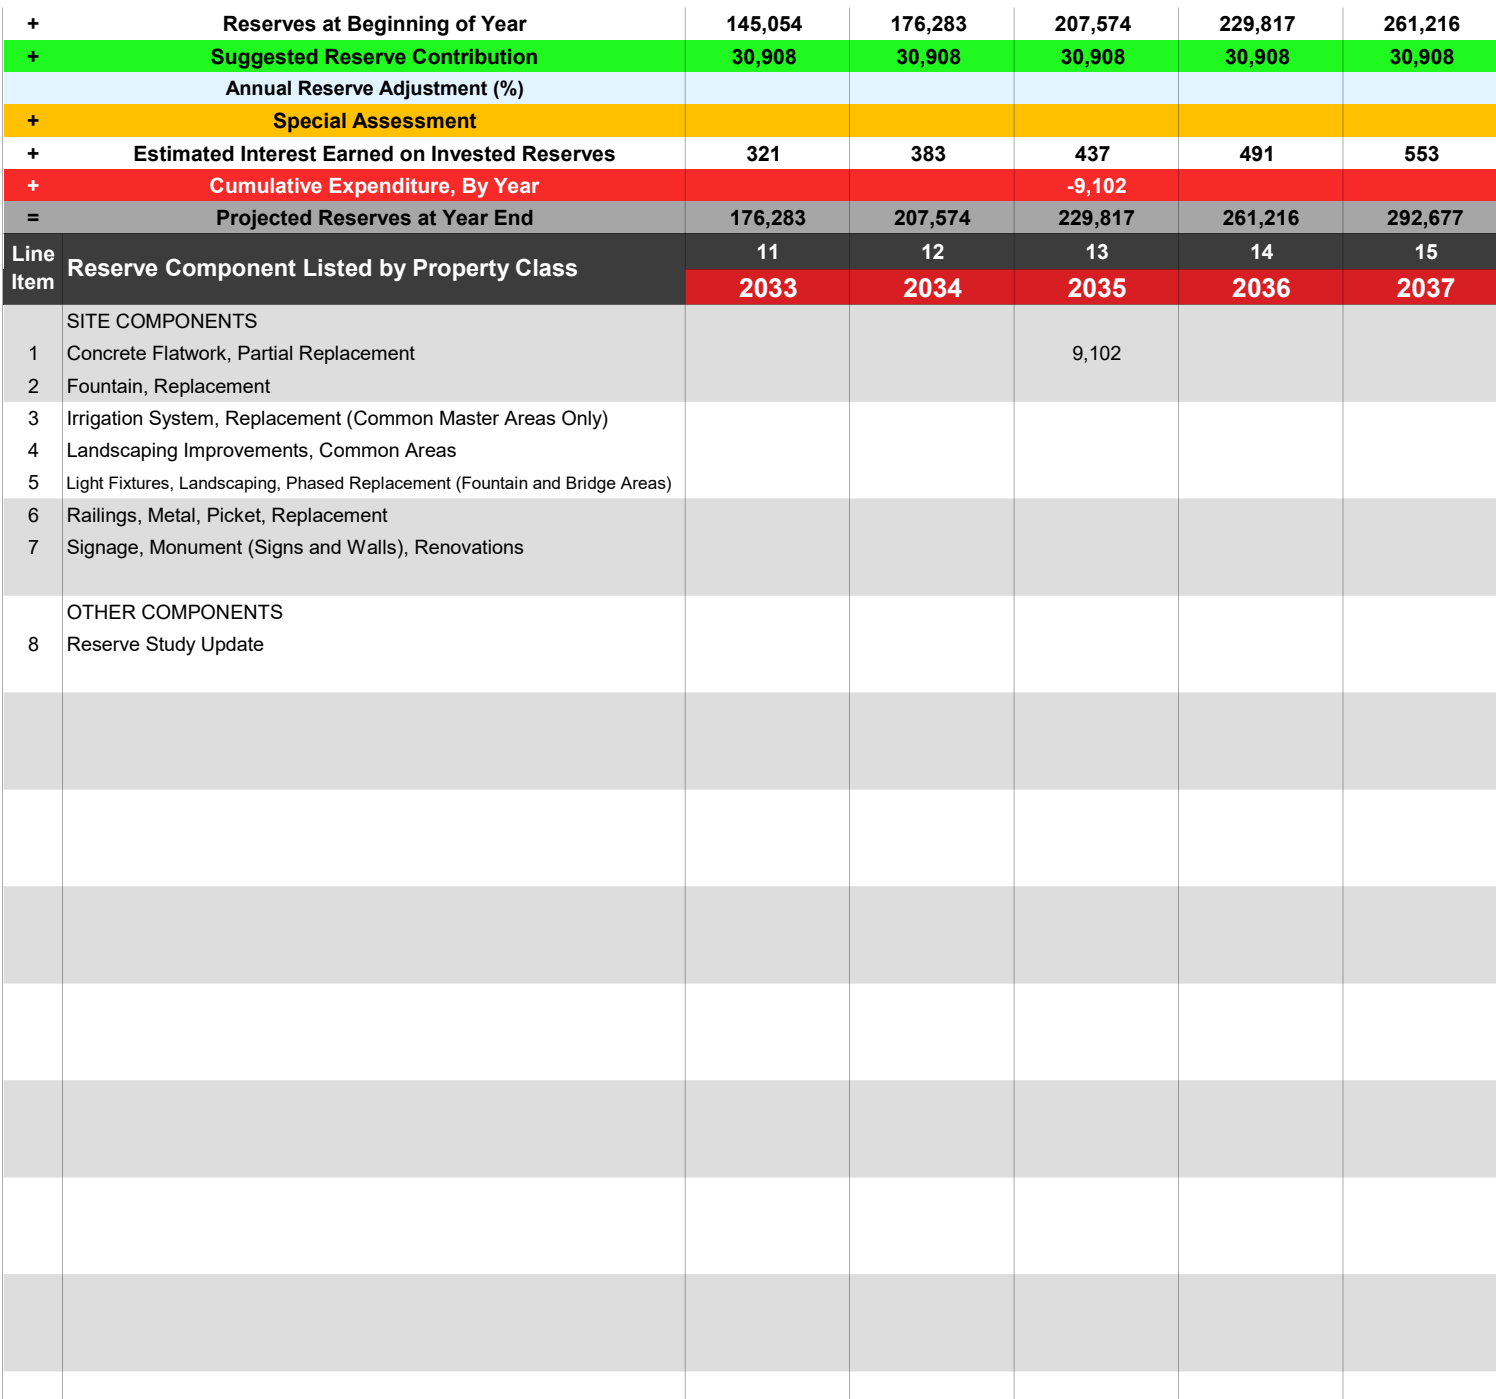 + Reserves at Beginning of Year 145,054 176,283 207,574 229,817 261,216
+ Suggested Reserve Contribution 30,908 30,908 30,908 30,908 30,908
Annual Reserve Adjustment (%)
+ Special Assessment
+ Estimated Interest Earned on Invested Reserves 321 383 437 491 553
+ Cumulative Expenditure, By Year -9,102
= Projected Reserves at Year End 176,283 207,574 229,817 261,216 292,677
Line Item Reserve Component Listed by Property Class 11 12 13 14 15
2033 2034 2035 2036 2037
SITE COMPONENTS
1 Concrete Flatwork, Partial Replacement 9,102
2 Fountain, Replacement
3 Irrigation System, Replacement (Common Master Areas Only)
4 Landscaping Improvements, Common Areas
5 Light Fixtures, Landscaping, Phased Replacement (Fountain and Bridge Areas)
6 Railings, Metal, Picket, Replacement
7 Signage, Monument (Signs and Walls), Renovations
OTHER COMPONENTS
8 Reserve Study Update